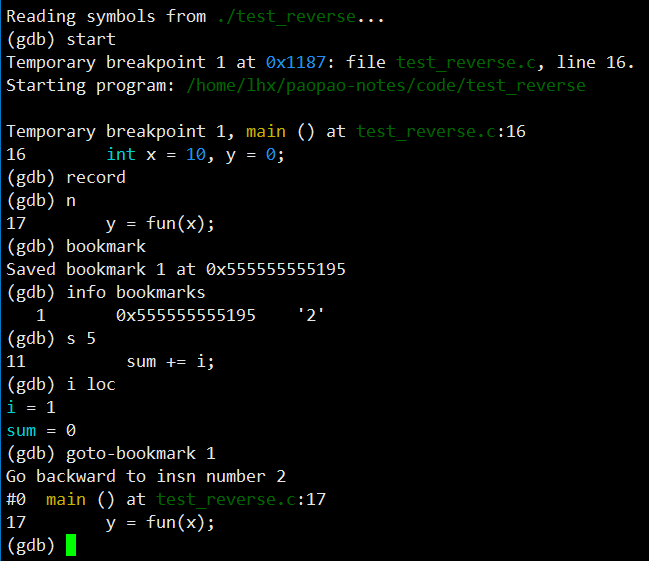 Reading symbols from ./test_reverse...
(gdb) start
Temporary breakpoint 1 at 0x1187: file test_reverse.c, line 16.
Starting program: /home/lhx/paopao-notes/code/test_reverse

Temporary breakpoint 1, main () at test_reverse.c:16
16        int x = 10, y = 0;
(gdb) record
(gdb) n
17        y = fun(x);
(gdb) bookmark
Saved bookmark 1 at 0x555555555195
(gdb) info bookmarks
   1       0x555555555195    '2'
(gdb) s 5
11          sum += i;
(gdb) i loc
i = 1
sum = 0
(gdb) goto-bookmark 1
Go backward to insn number 2
#0  main () at test_reverse.c:17
17        y = fun(x);
(gdb)